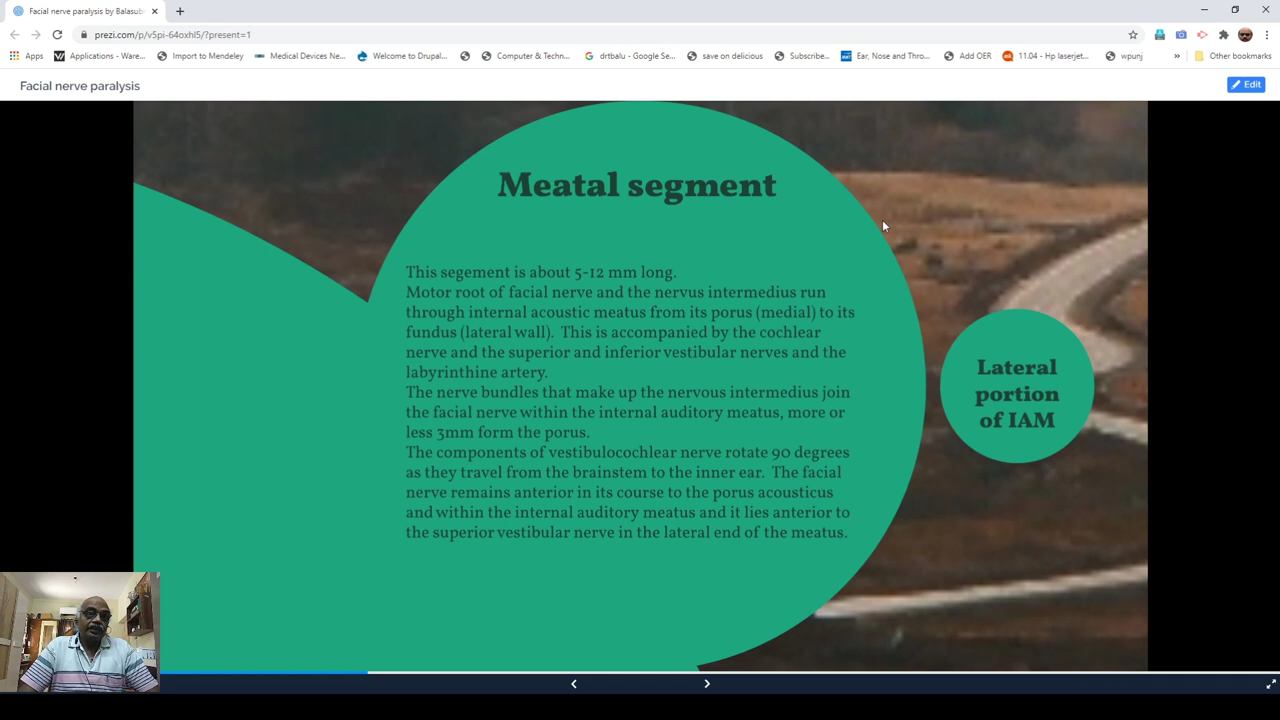 Facial nerve paralysis by Balasub
prezi.com/p/v5pi-64oxhl5/?present=1
Apps
Applications - Ware...
Import to Mendeley
Medical Devices Ne...
Welcome to Drupal...
Computer & Techn...
drtbalu - Google Se...
save on delicious
Subscribe...
Ear, Nose and Thro...
Add OER
11.04 - Hp laserjet...
wpunj
»
Other bookmarks
Facial nerve paralysis
Edit
Meatal segment
This segement is about 5-12 mm long.
Motor root of facial nerve and the nervus intermedius run
through internal acoustic meatus from its porus (medial) to its
fundus (lateral wall). This is accompanied by the cochlear
nerve and the superior and inferior vestibular nerves and the
labyrinthine artery.
The nerve bundles that make up the nervous intermedius join
the facial nerve within the internal auditory meatus, more or
less 3mm form the porus.
The components of vestibulocochlear nerve rotate 90 degrees
as they travel from the brainstem to the inner ear. The facial
nerve remains anterior in its course to the porus acousticus
and within the internal auditory meatus and it lies anterior to
the superior vestibular nerve in the lateral end of the meatus.
Lateral
portion
of IAM